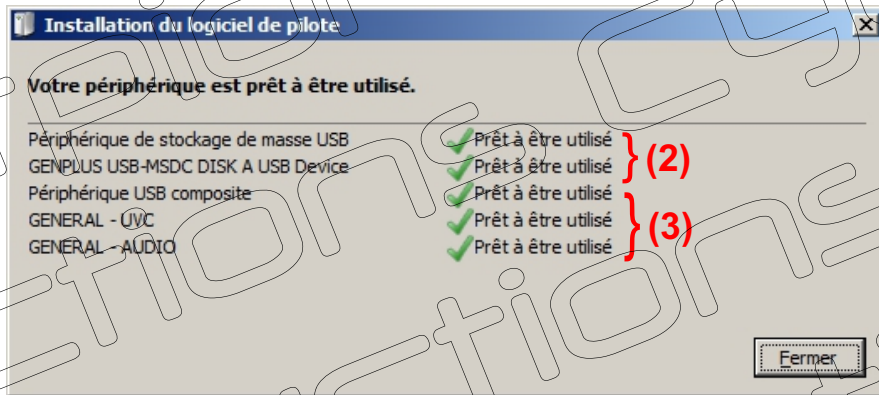 Installation du logiciel de pilote
Votre périphérique est prêt à être utilisé.
Périphérique de stockage de masse USB Prêt à être utilisé
GENPLUS USB-MSDC DISK A USB Device Prêt à être utilisé
(2)
Périphérique USB composite Prêt à être utilisé
GENERAL - UVC Prêt à être utilisé
(3)
GENERAL - AUDIO Prêt à être utilisé
Fermer